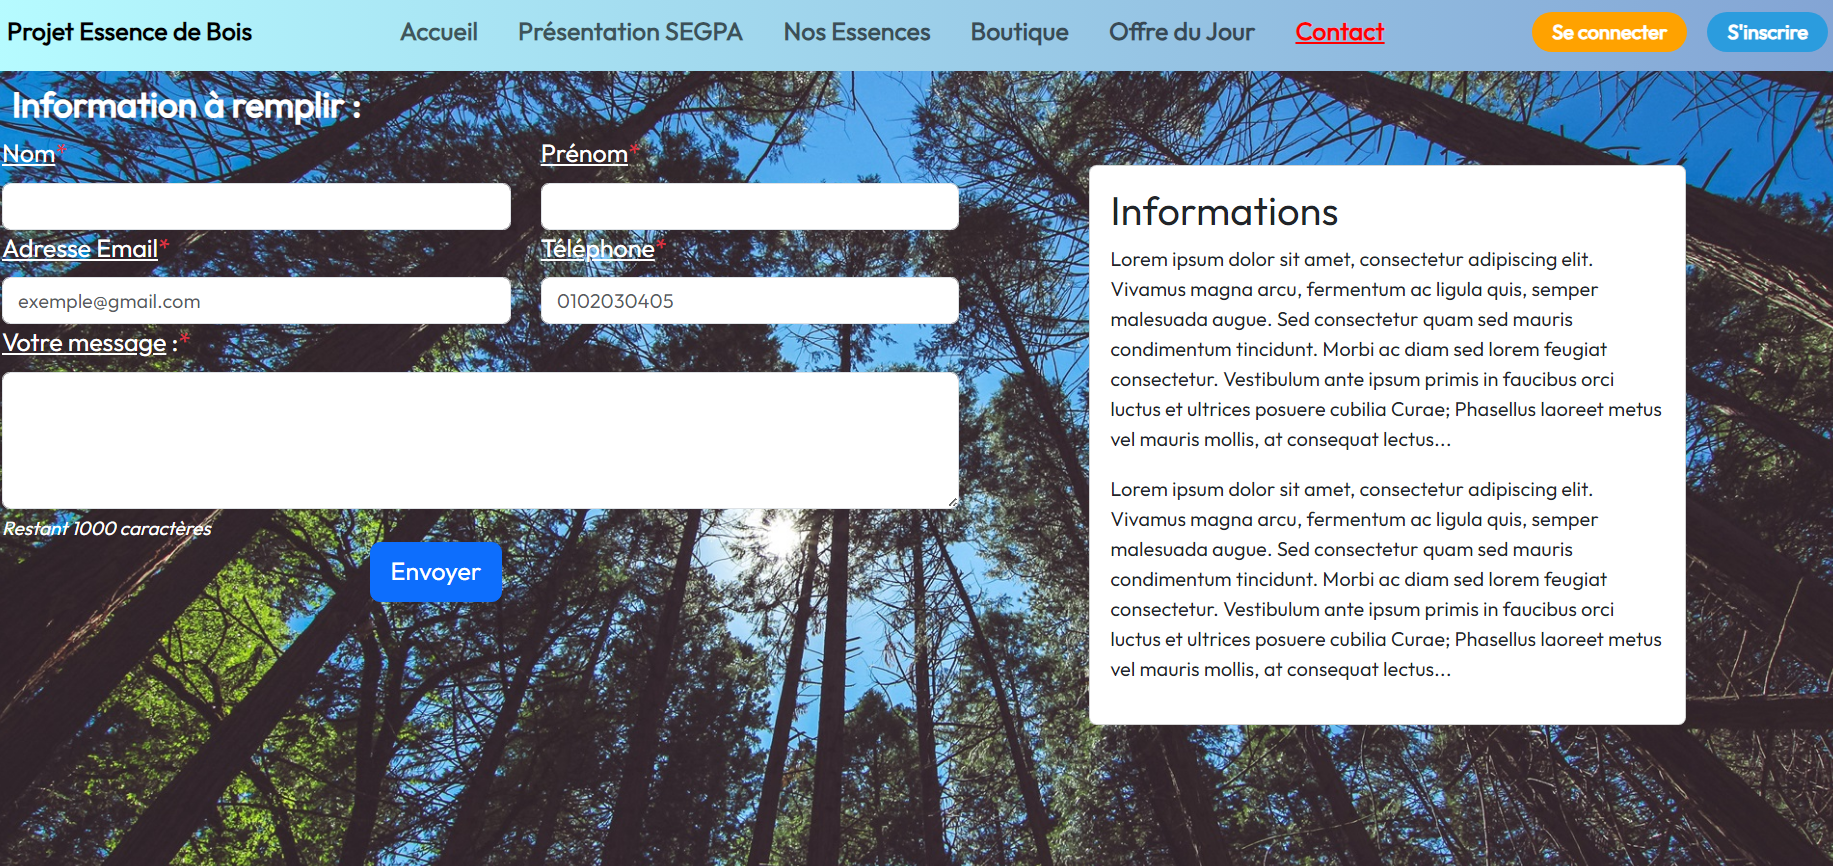 Projet Essence de Bois
Accueil
Présentation SEGPA
Nos Essences
Boutique
Offre du Jour
Contact
Se connecter
S'inscrire
Information à remplir :
Nom*
Prénom*
Adresse Email*
Téléphone*
exemple@gmail.com
0102030405
Votre message :*
Restant 1000 caractères
Envoyer
Informations
Lorem ipsum dolor sit amet, consectetur adipiscing elit.
Vivamus magna arcu, fermentum ac ligula quis, semper
malesuada augue. Sed consectetur quam sed mauris
condimentum tincidunt. Morbi ac diam sed lorem feugiat
consectetur. Vestibulum ante ipsum primis in faucibus orci
luctus et ultrices posuere cubilia Curae; Phasellus laoreet metus
vel mauris mollis, at consequat lectus...
Lorem ipsum dolor sit amet, consectetur adipiscing elit.
Vivamus magna arcu, fermentum ac ligula quis, semper
malesuada augue. Sed consectetur quam sed mauris
condimentum tincidunt. Morbi ac diam sed lorem feugiat
consectetur. Vestibulum ante ipsum primis in faucibus orci
luctus et ultrices posuere cubilia Curae; Phasellus laoreet metus
vel mauris mollis, at consequat lectus...